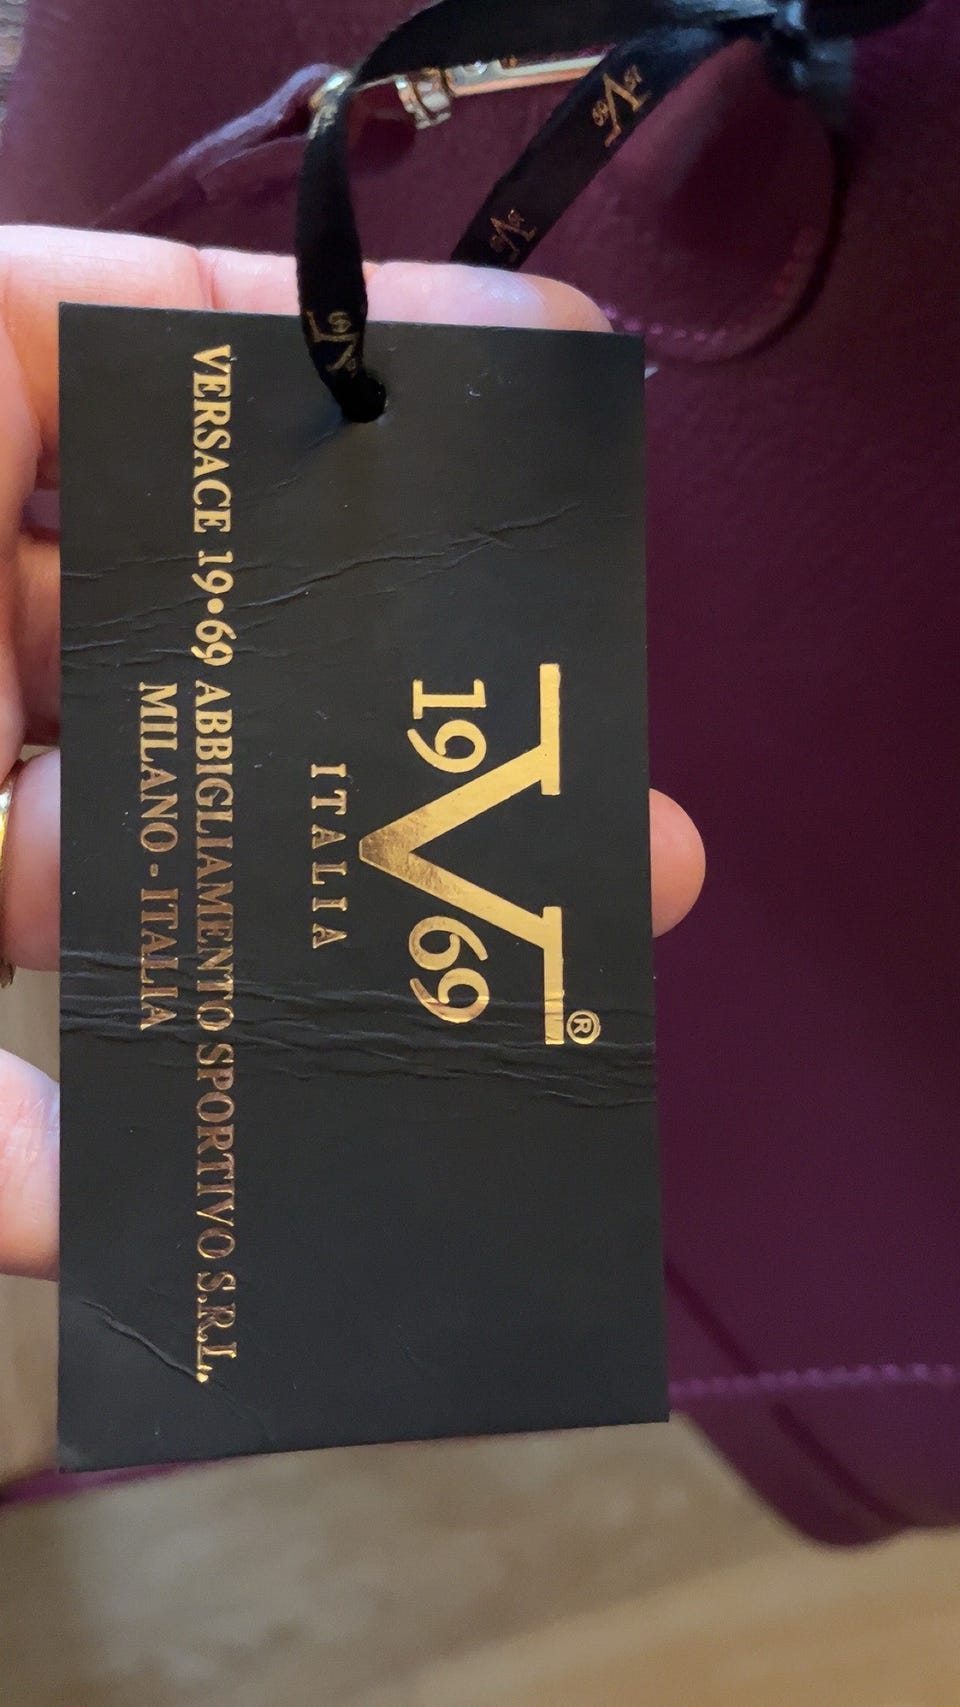 19V69®
ITALIA
VERSACE 19•69 ABBIGLIAMENTO SPORTIVO S.R.L.
MILANO - ITALIA